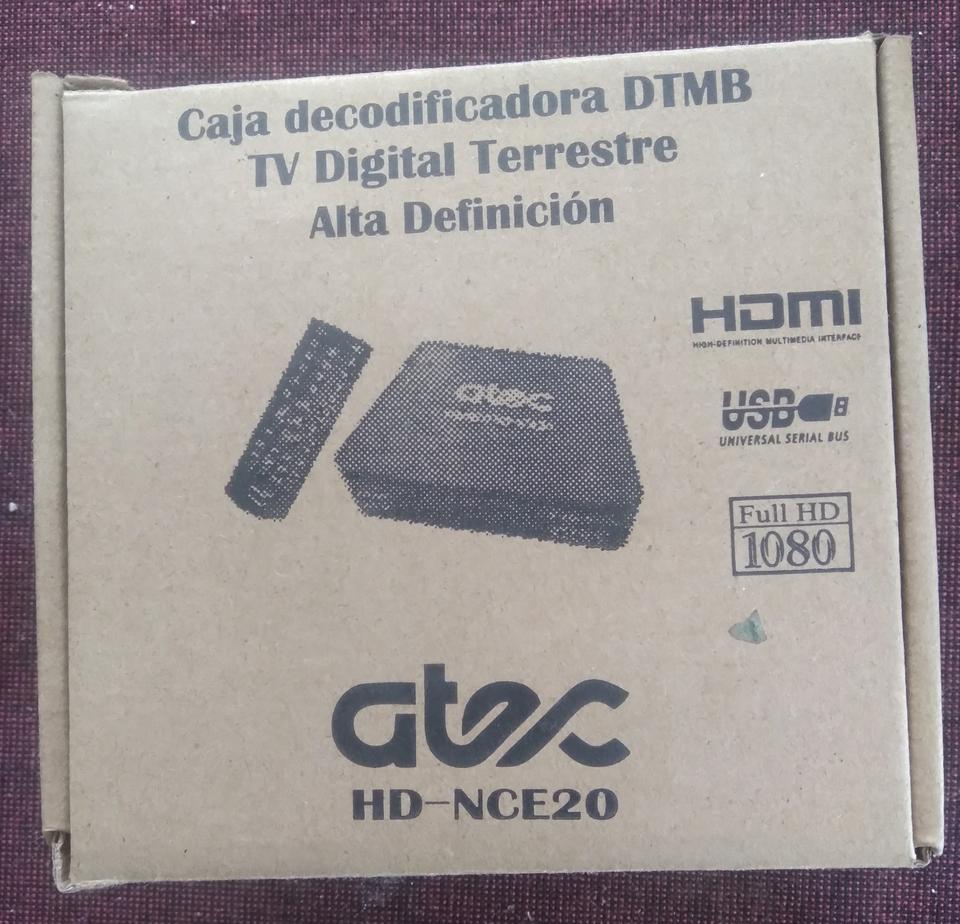 Caja decodificadora DTMB
TV Digital Terrestre
Alta Definición
HDMI
HIGH-DEFINITION MULTIMEDIA INTERFACE
USB
UNIVERSAL SERIAL BUS
atec
Full HD
1080
atec
HD-NCE20